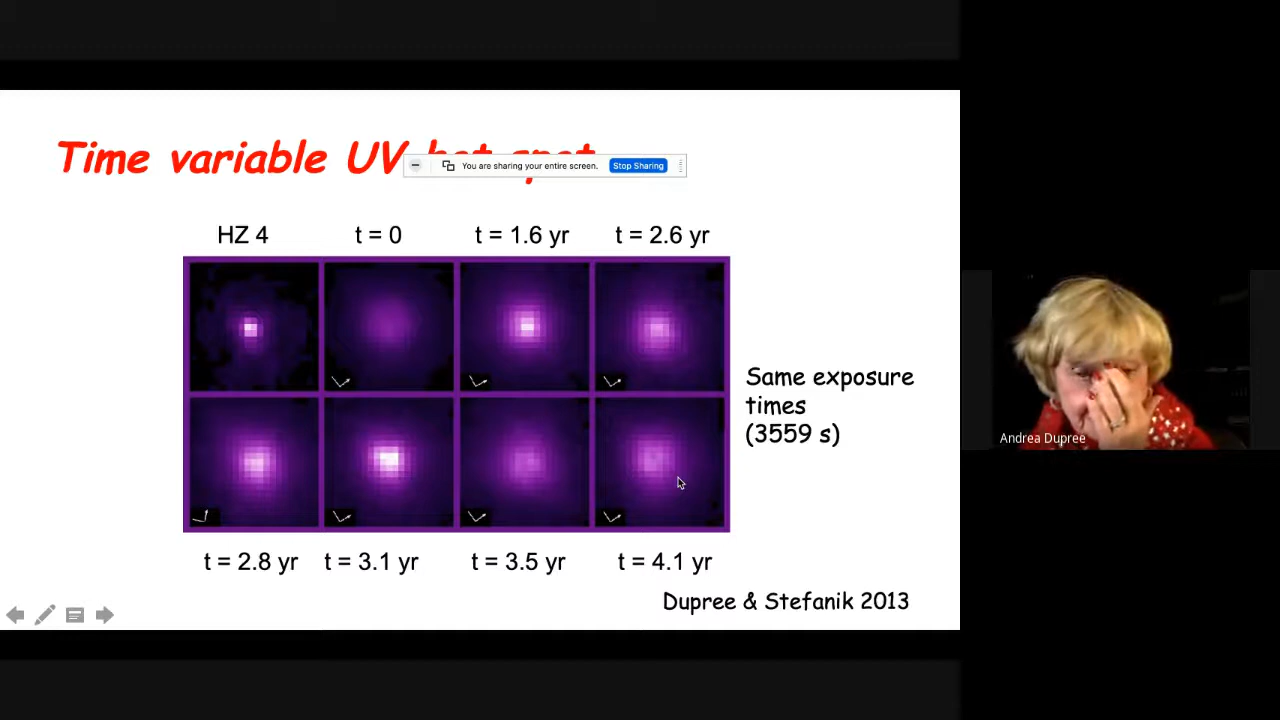 Time variable UV hot spot
You are sharing your entire screen. Stop Sharing
HZ 4 t = 0 t = 1.6 yr t = 2.6 yr
Same exposure
times
(3559 s)
Andrea Dupree
t = 2.8 yr t = 3.1 yr t = 3.5 yr t = 4.1 yr
Dupree & Stefanik 2013